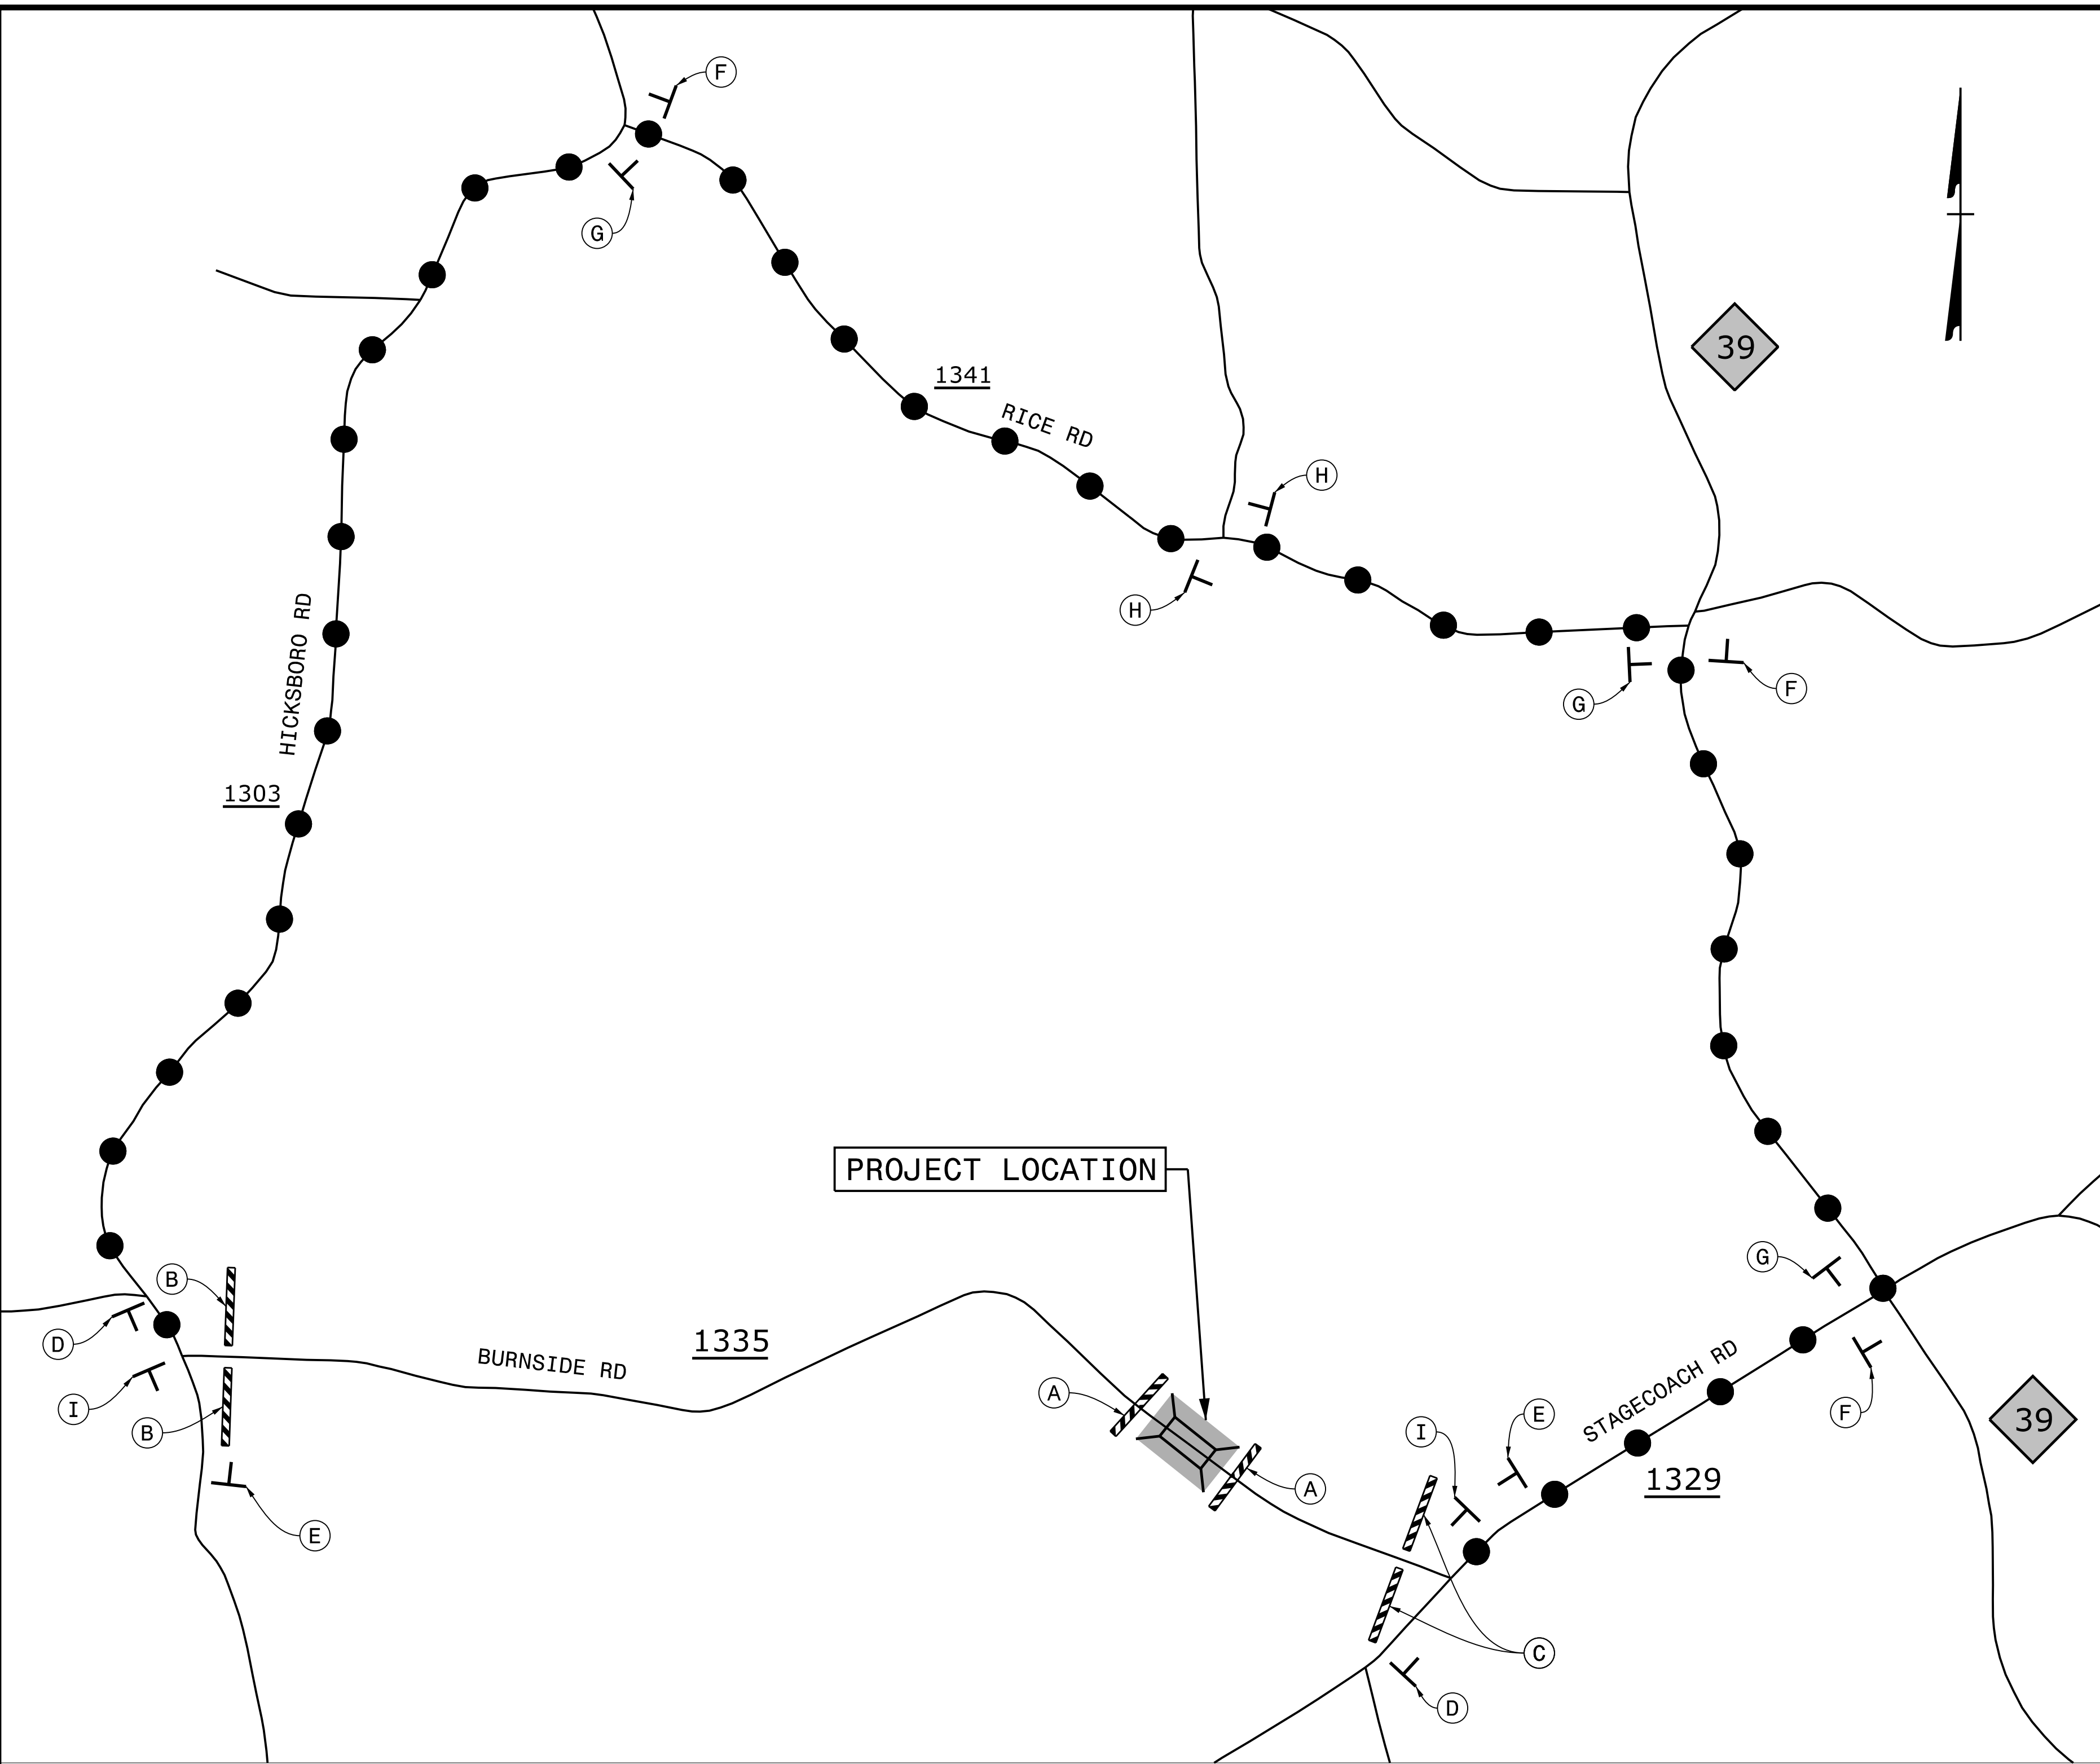 F
G
39
1341
RICE RD
H
H
HICKSBORO RD
G
F
1303
PROJECT LOCATION
G
B
D
1335
BURNSIDE RD
STAGECOACH RD
A
I
B
I
E
F
39
A
1329
E
C
D